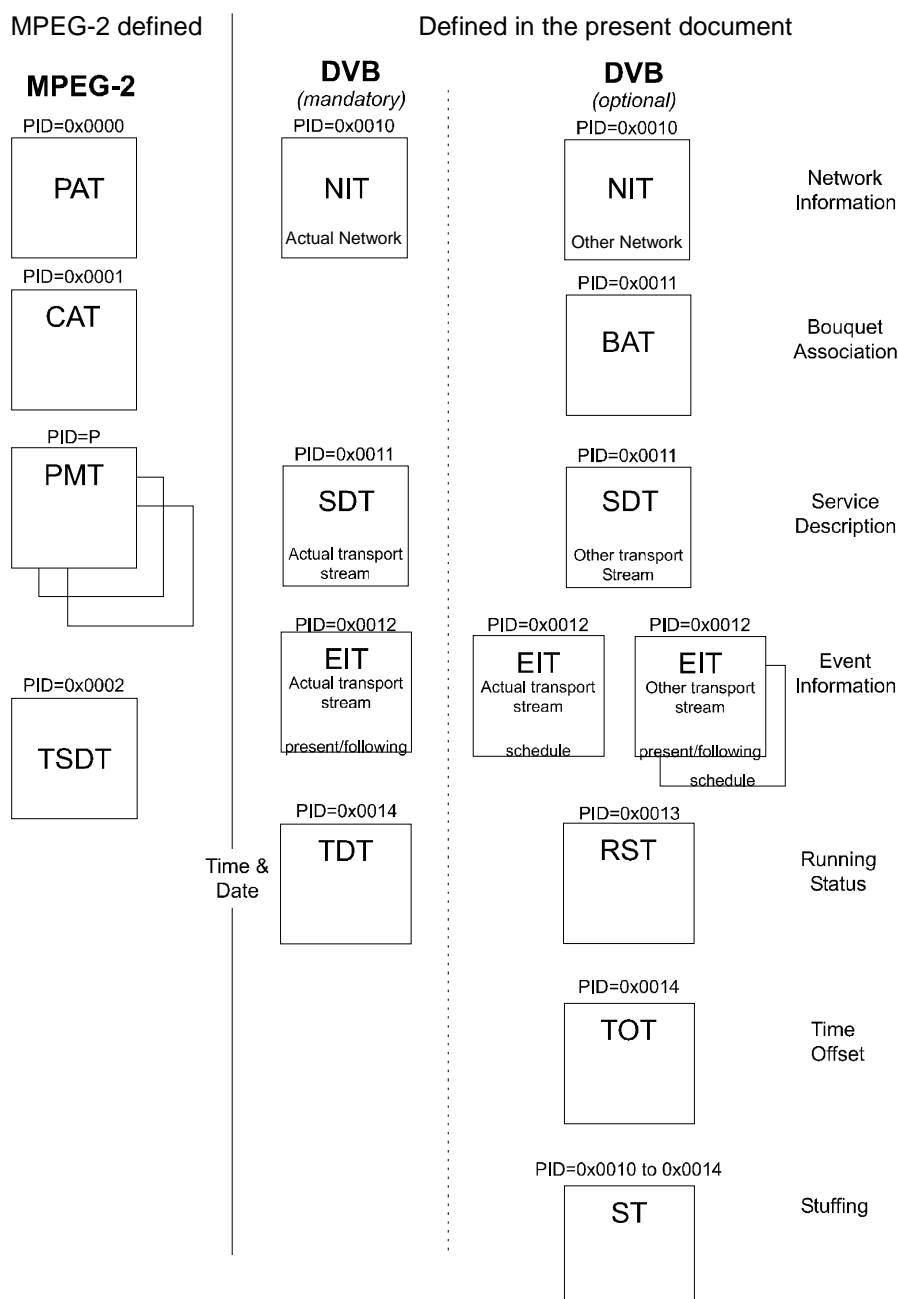 MPEG-2 defined
Defined in the present document
MPEG-2
DVB
(mandatory)
DVB
(optional)
PID=0x0000
PAT
PID=0x0010
NIT
Actual Network
PID=0x0010
NIT
Other Network
Network
Information
PID=0x0001
CAT
PID=0x0011
BAT
Bouquet
Association
PID=P
PMT
PID=0x0011
SDT
Actual transport
stream
PID=0x0011
SDT
Other transport
Stream
Service
Description
PID=0x0012
EIT
Actual transport
stream
present/following
PID=0x0012
EIT
Actual transport
stream
schedule
PID=0x0012
EIT
Other transport
stream
present/following
schedule
Event
Information
PID=0x0002
TSDT
Time &
Date
PID=0x0014
TDT
PID=0x0013
RST
Running
Status
PID=0x0014
TOT
Time
Offset
PID=0x0010 to 0x0014
ST
Stuffing